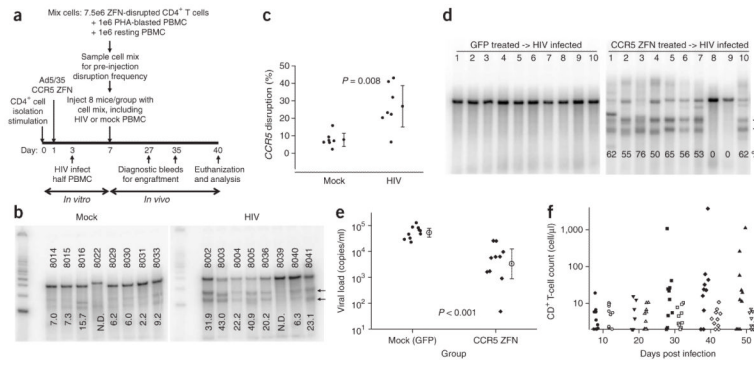 a
Mix cells: 7.5e6 ZFN-disrupted CD4+ T cells
+ 1e6 PHA-blasted PBMC
+ 1e6 resting PBMC
Sample cell mix
for pre-injection
disruption frequency
Ad5/35
CCR5 ZFN
CD4+ cell
isolation
stimulation
Inject 8 mice/group with
cell mix, including
HIV or mock PBMC
Day: 0 1 3 7 27 35 40
HIV infect
half PBMC
Diagnostic bleeds
for engraftment
Euthanization
and analysis
In vitro
In vivo
b
Mock
HIV
8014 8015 8016 8022 8029 8030 8031 8033
8002 8003 8004 8005 8036 8039 8040 8041
7.0 7.3 15.7 N.D. 6.2 6.0 2.2 9.2
31.9 43.0 22.2 40.9 20.2 N.D. 6.3 23.1
c
CCR5 disruption (%)
50
40
30
20
10
0
P = 0.008
Mock HIV
d
GFP treated -> HIV infected
CCR5 ZFN treated -> HIV infected
1 2 3 4 5 6 7 8 9 10
1 2 3 4 5 6 7 8 9 10
62 55 76 50 65 56 53 0 0 62
e
Viral load (copies/ml)
10^5
10^4
10^3
10^2
10^1
P < 0.001
Mock (GFP) CCR5 ZFN
Group
f
CD+ T-cell count (cell/μl)
1,000
100
10
10 20 30 40 50
Days post infection